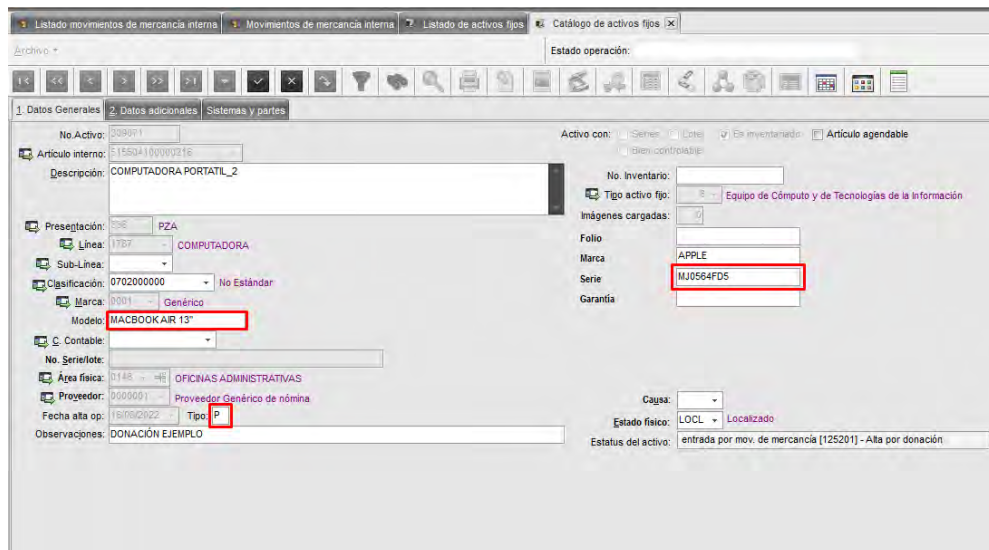 Listado movimientos de mercancía interna Movimientos de mercancía interna Listado de activos fijos Catálogo de activos fijos
Archivo Estado operación:
1. Datos Generales 2. Datos adicionales Sistemas y partes
No.Activo: Activo con: Series Lotes Es inventariado Artículo agendable
Artículo interno: Bien controlable
Descripción: COMPUTADORA PORTATIL_2
No. Inventario:
Tipo activo fijo: 8 Equipo de Cómputo y de Tecnologías de la Información
Imágenes cargadas: 0
Presentación: PZA
Folio
Línea: 1787 COMPUTADORA
Marca APPLE
Sub-Línea:
Serie MJ0564FD5
Clasificación: 0702000000 No Estándar
Marca: 0001 Genérico
Garantía
Modelo: MACBOOK AIR 13"
C. Contable:
No. Serie/lote:
Área física: 0148 OFICINAS ADMINISTRATIVAS
Proveedor: 0000001 Proveedor Genérico de nómina
Causa:
Fecha alta op: Tipo: P
Estado físico: LOCL Localizado
Observaciones: DONACIÓN EJEMPLO
Estatus del activo: entrada por mov. de mercancía [125201] - Alta por donación